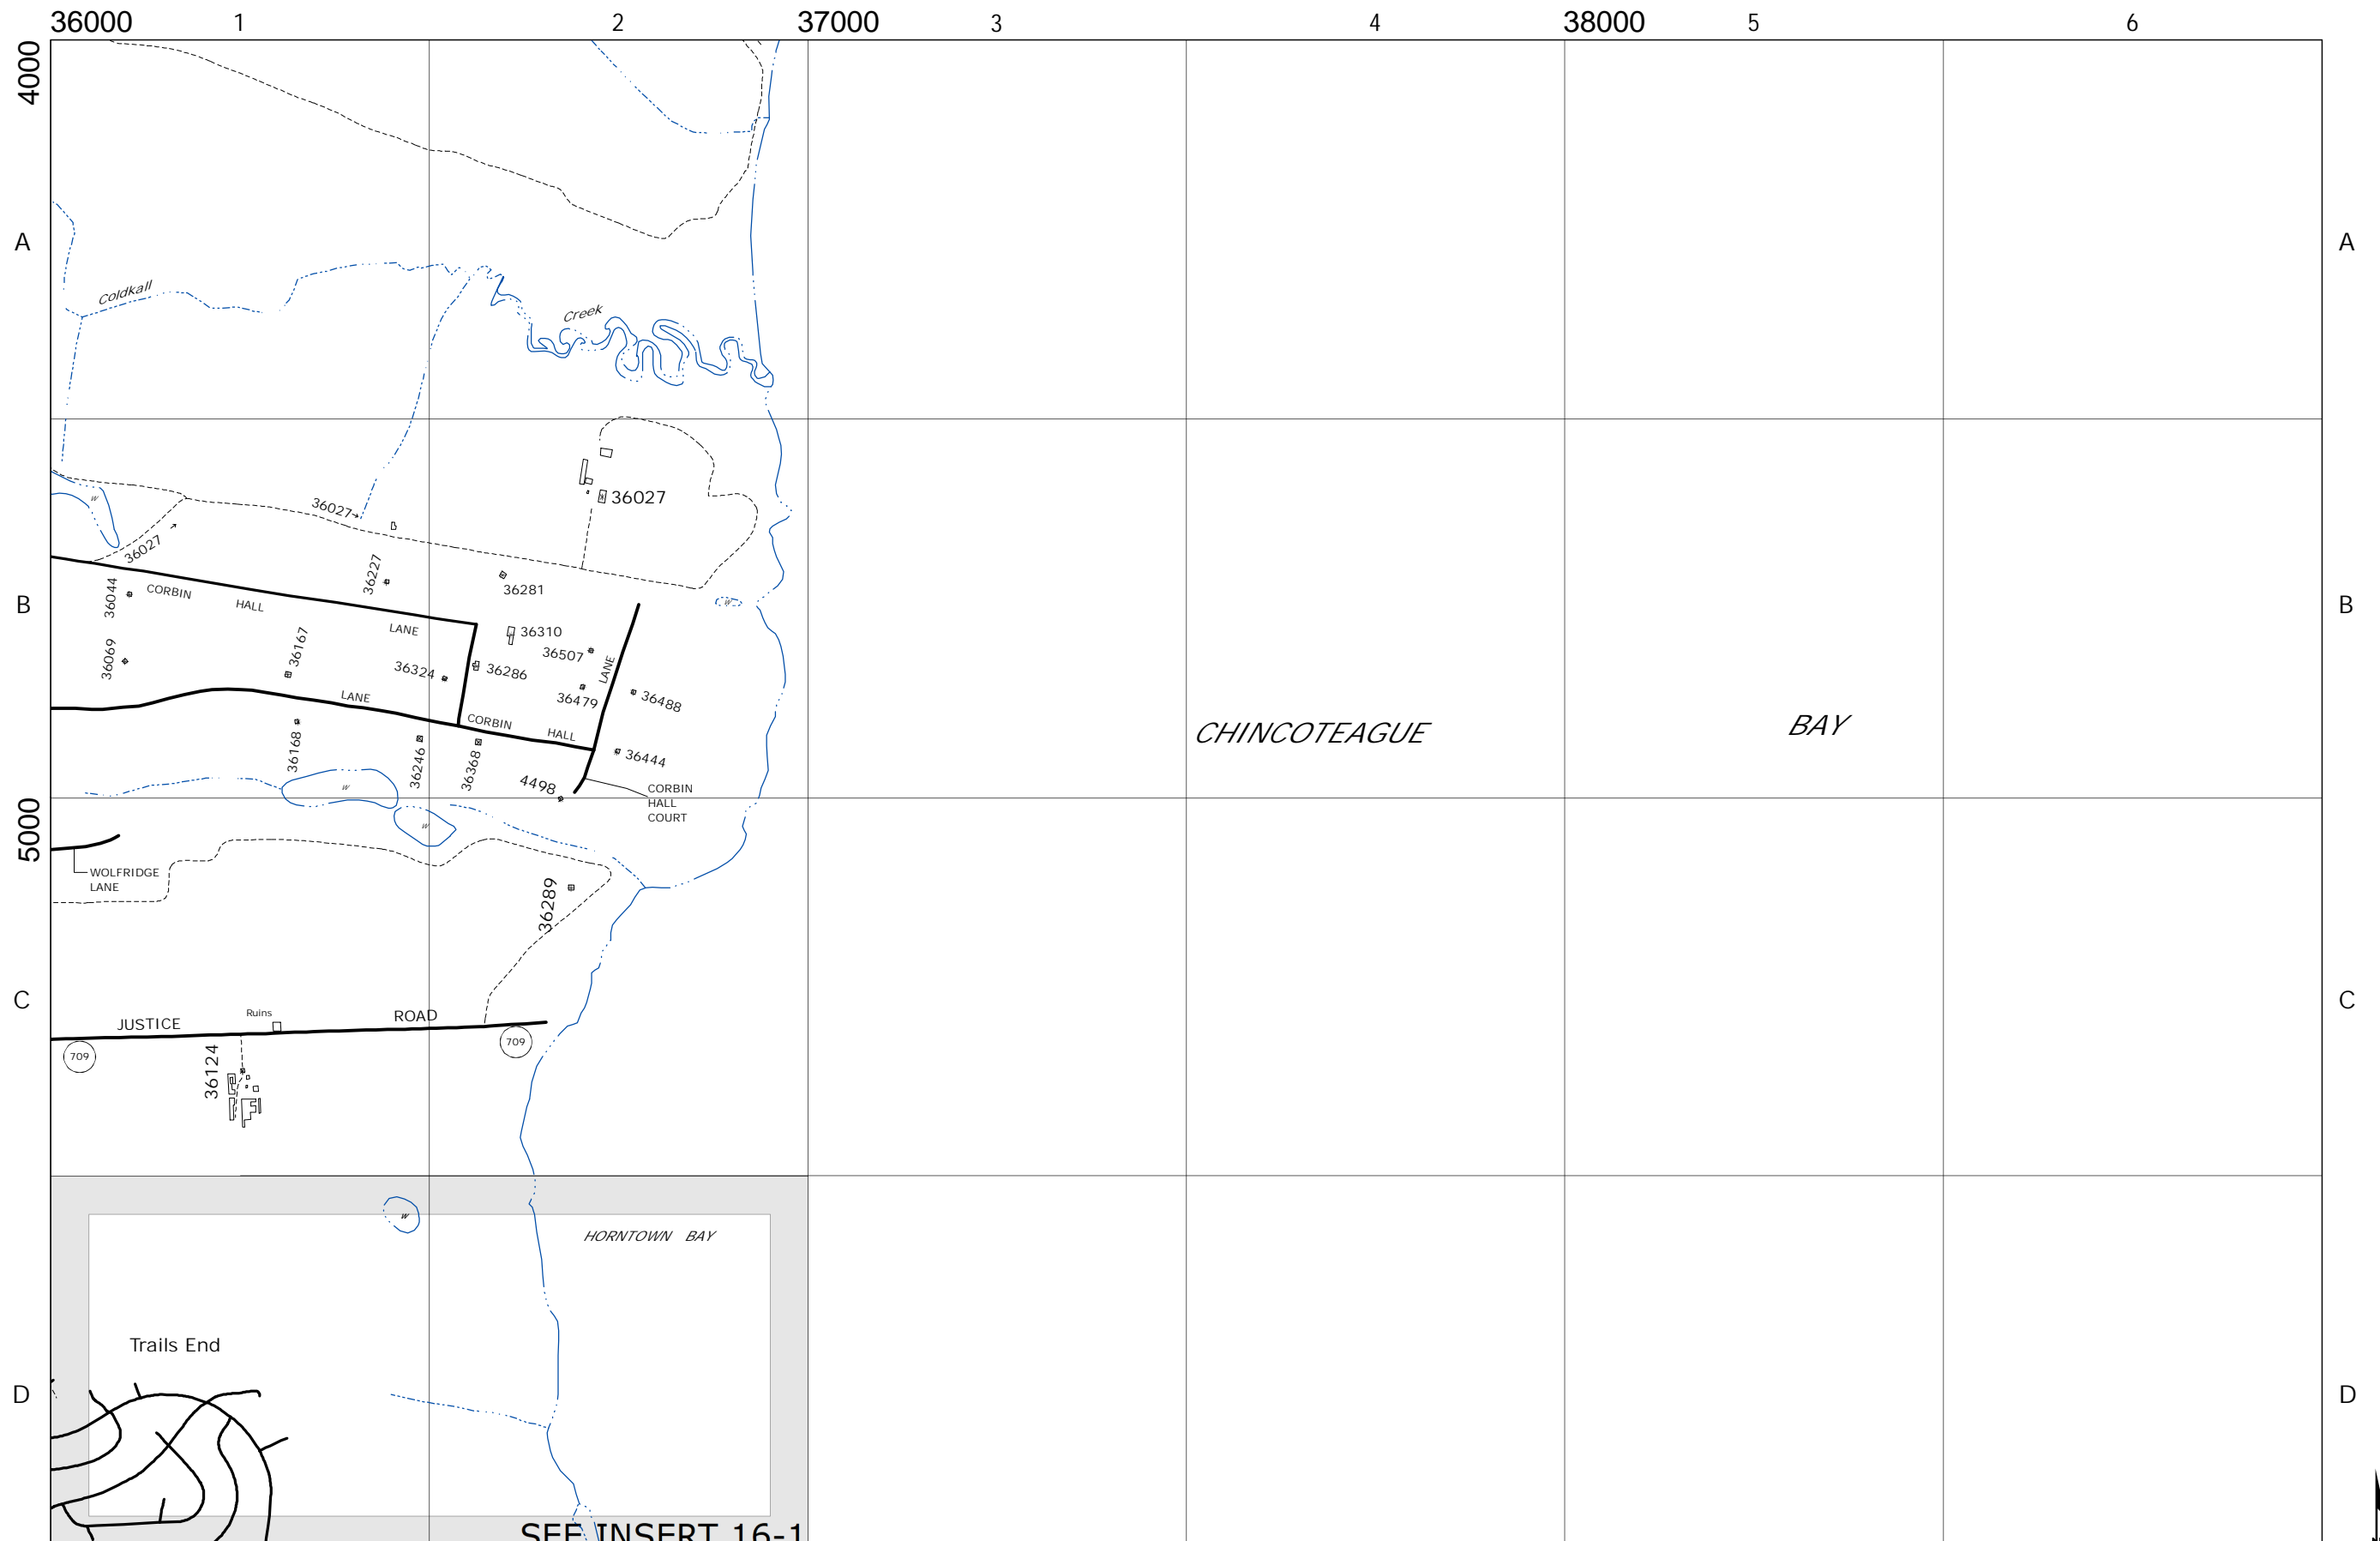 36000 1 2 37000 3 4 38000 5 6
4000
A A
Coldkall
Creek
36027
W
36027
36027
36227
36281
36044
CORBIN HALL LANE
B B
W
36310
36507
36069
36167
36324
36286
LANE
36479
36488
LANE
CORBIN HALL
CHINCOTEAGUE BAY
36168
36246
36368
36444
4498
W
CORBIN
HALL
COURT
5000
W
WOLFRIDGE
LANE
36289
C C
JUSTICE ROAD
Ruins
709
709
36124
W
HORNTOWN BAY
Trails End
D D
SEE INSERT 16-1